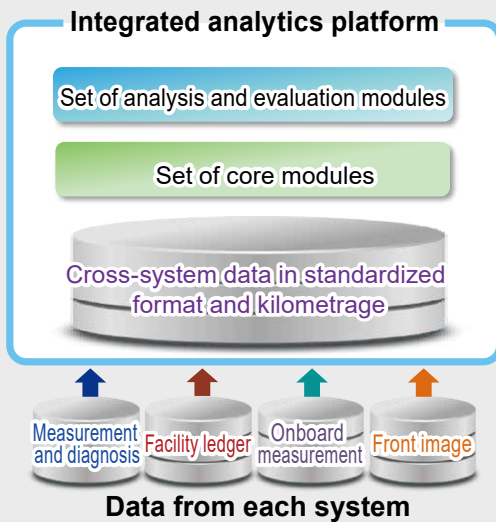 Integrated analytics platform
Set of analysis and evaluation modules
Set of core modules
Cross-system data in standardized
format and kilometrage
Measurement
and diagnosis
Facility ledger
Onboard
measurement
Front image
Data from each system